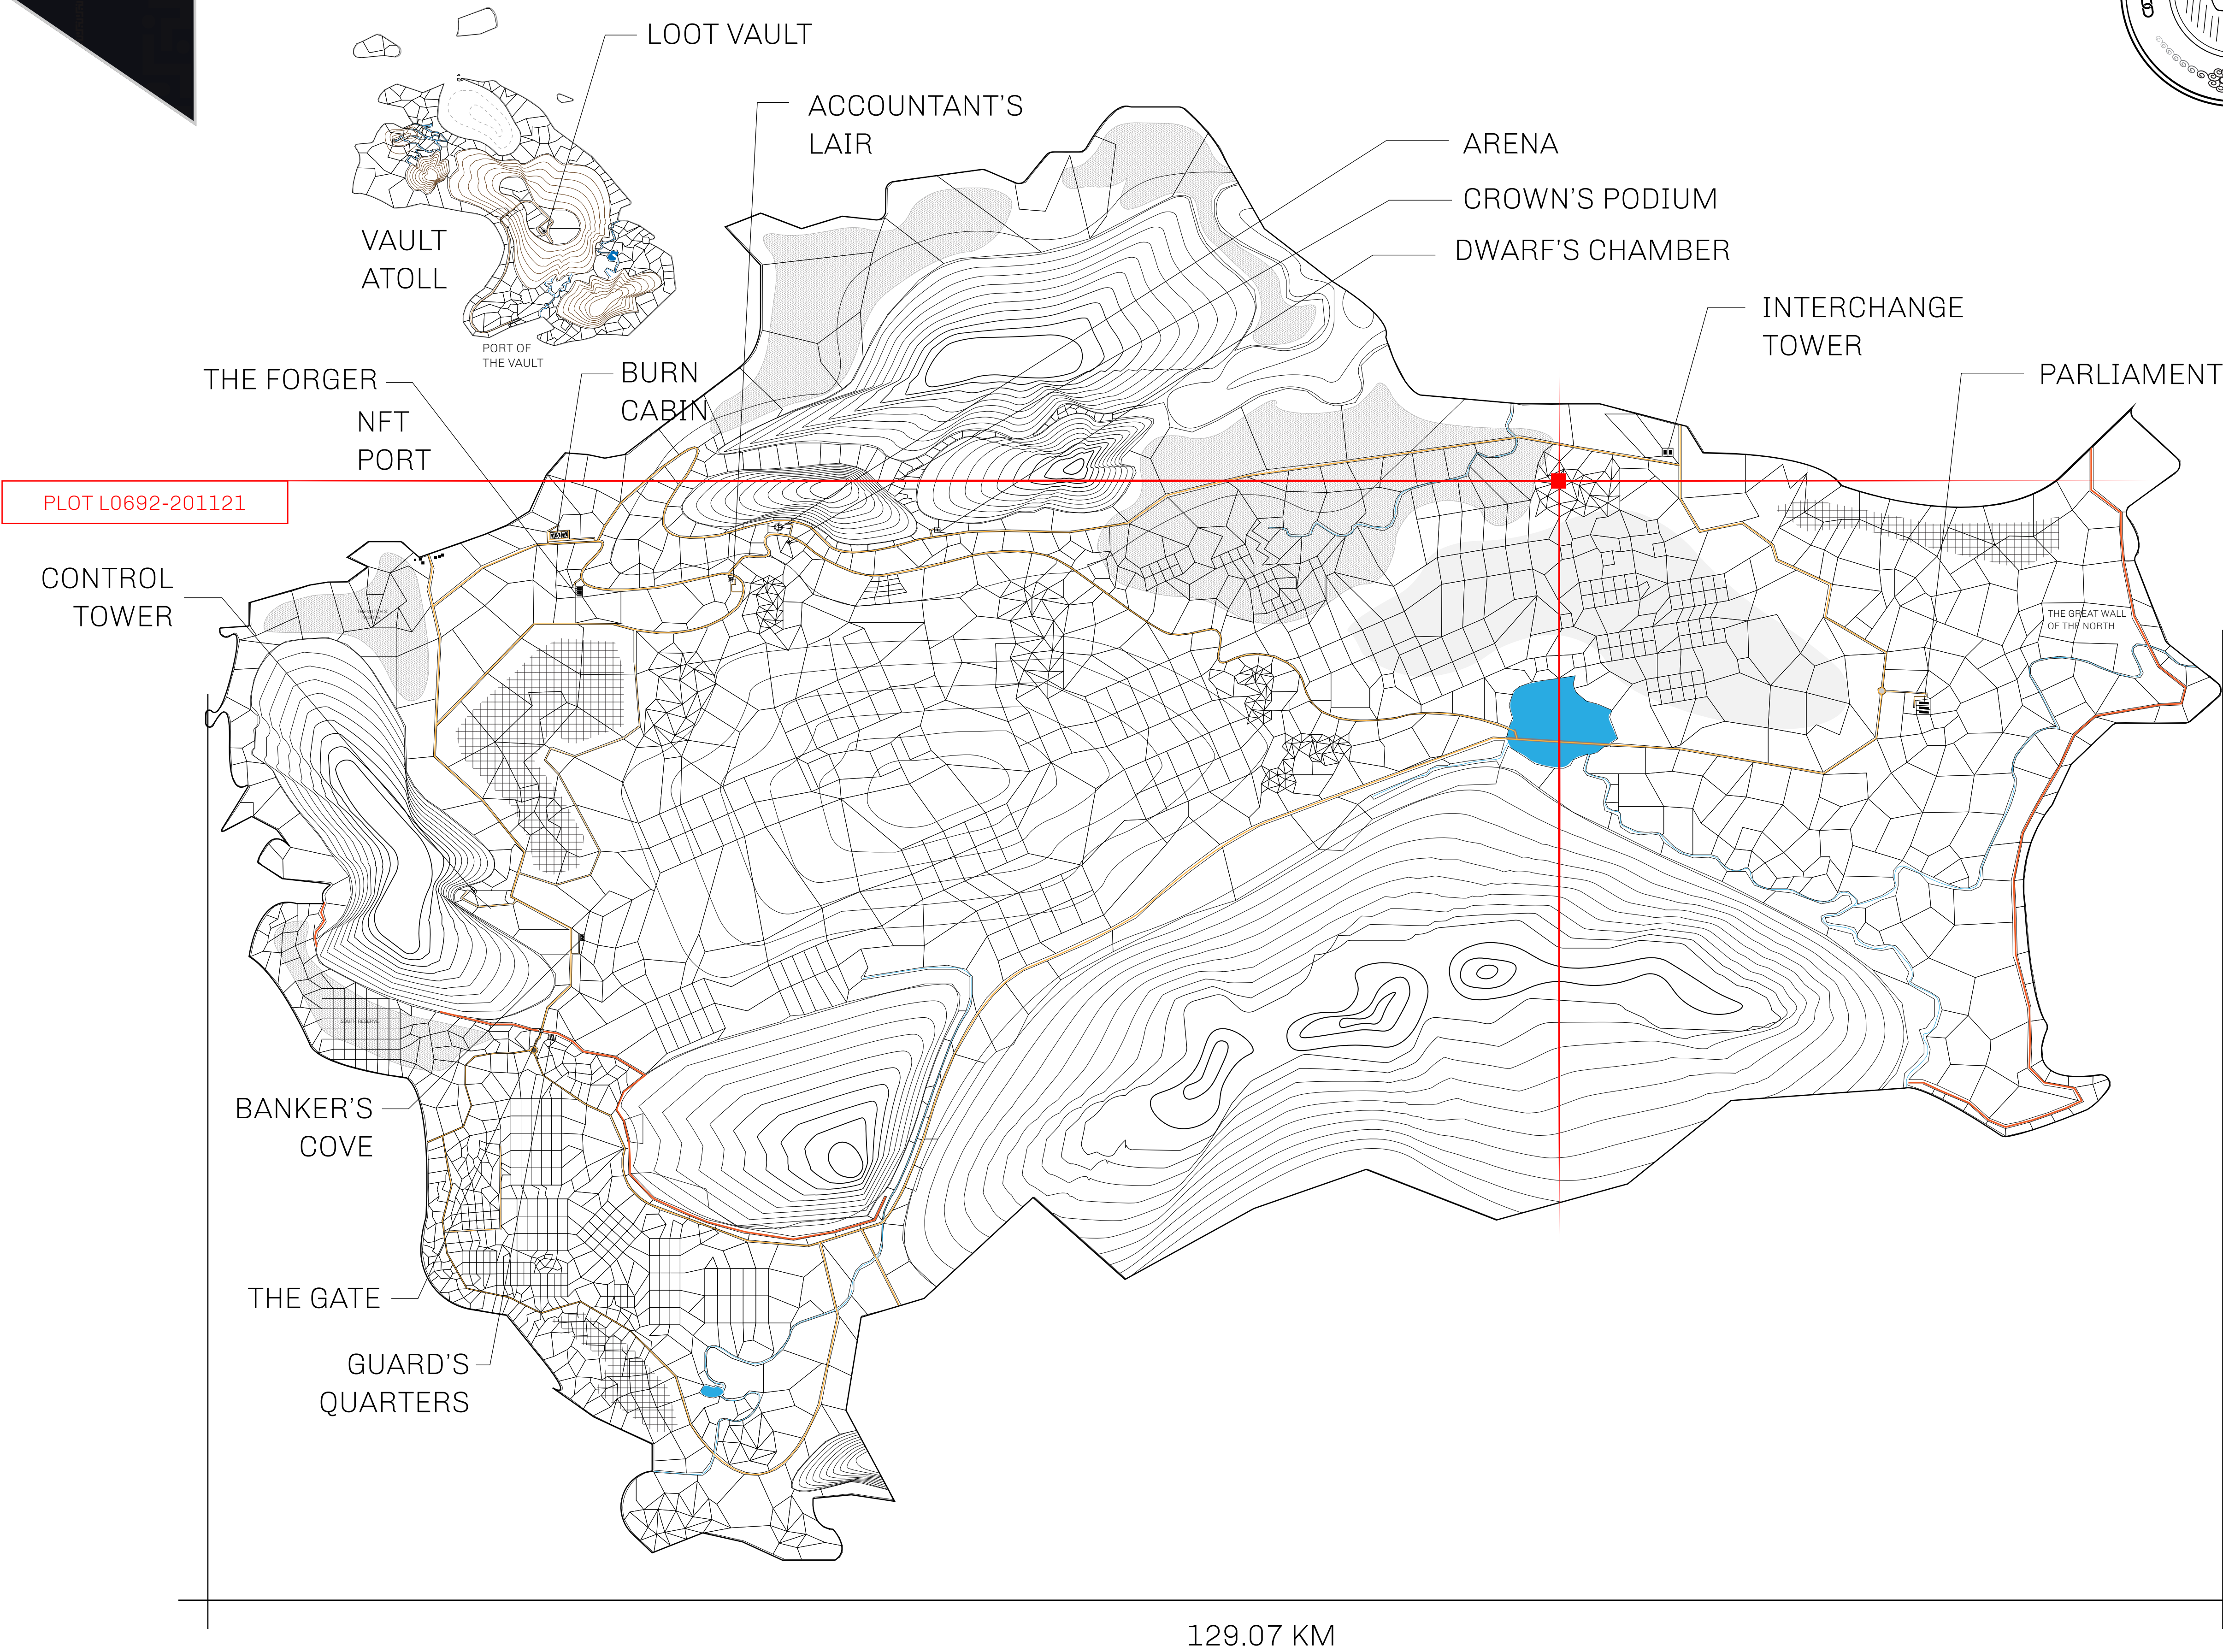 LOOT VAULT
ACCOUNTANT'S
LAIR
ARENA
CROWN'S PODIUM
DWARF'S CHAMBER
VAULT
ATOLL
INTERCHANGE
TOWER
PORT OF
THE VAULT
PARLIAMENT
THE FORGER
BURN
CABIN
NFT
PORT
PLOT L0692-201121
CONTROL
TOWER
THE GREAT WALL
OF THE NORTH
SOUTH RESERVE
BANKER'S
COVE
THE GATE
GUARD'S
QUARTERS
129.07 KM